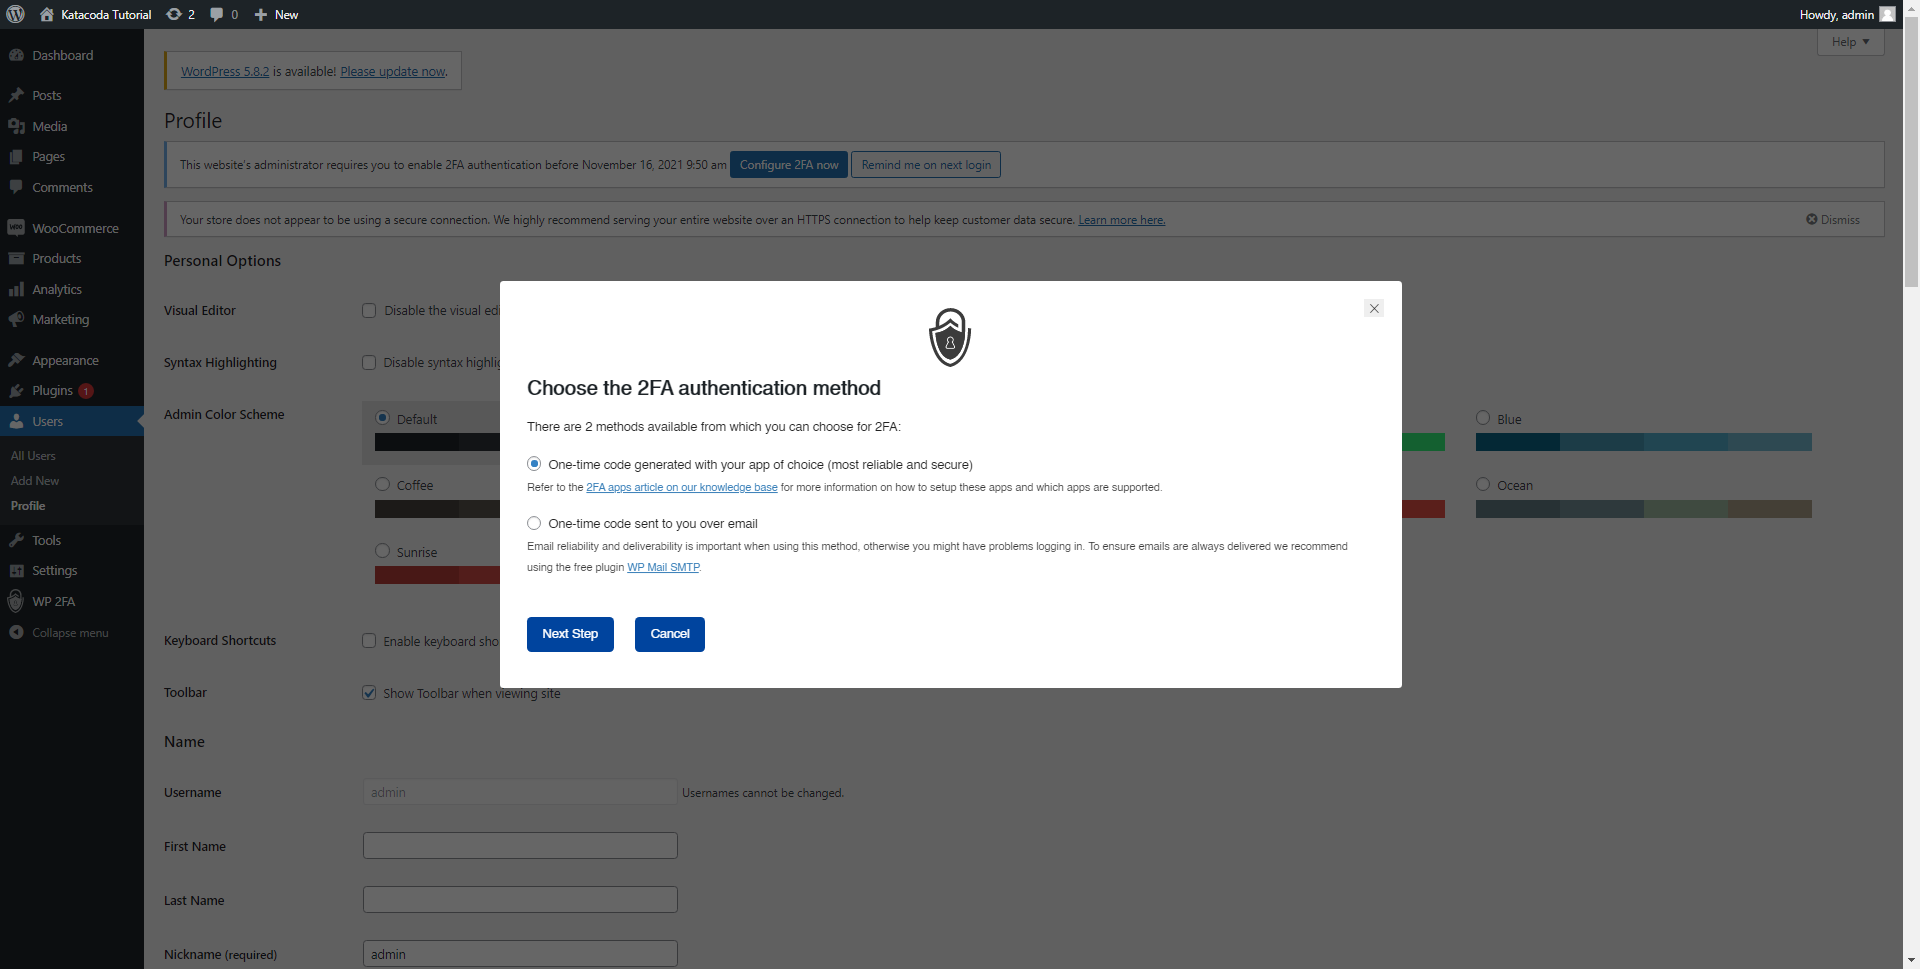 Katacoda Tutorial 2 0 New Howdy, admin
Help
Dashboard
Posts
Media
Pages
Comments
WooCommerce
Products
Analytics
Marketing
Appearance
Plugins 1
Users
All Users
Add New
Profile
Tools
Settings
WP 2FA
Collapse menu
WordPress 5.8.2 is available! Please update now.
Profile
This website's administrator requires you to enable 2FA authentication before November 16, 2021 9:50 am Configure 2FA now Remind me on next login
Your store does not appear to be using a secure connection. We highly recommend serving your entire website over an HTTPS connection to help keep customer data secure. Learn more here. Dismiss
Personal Options
Visual Editor Disable the visual edi
Syntax Highlighting Disable syntax highlig
Admin Color Scheme Default Blue
Coffee Ocean
Sunrise
Keyboard Shortcuts Enable keyboard sho
Toolbar Show Toolbar when viewing site
Name
Username admin Usernames cannot be changed.
First Name
Last Name
Nickname (required) admin
Choose the 2FA authentication method
There are 2 methods available from which you can choose for 2FA:
One-time code generated with your app of choice (most reliable and secure)
Refer to the 2FA apps article on our knowledge base for more information on how to setup these apps and which apps are supported.
One-time code sent to you over email
Email reliability and deliverability is important when using this method, otherwise you might have problems logging in. To ensure emails are always delivered we recommend
using the free plugin WP Mail SMTP.
Next Step Cancel